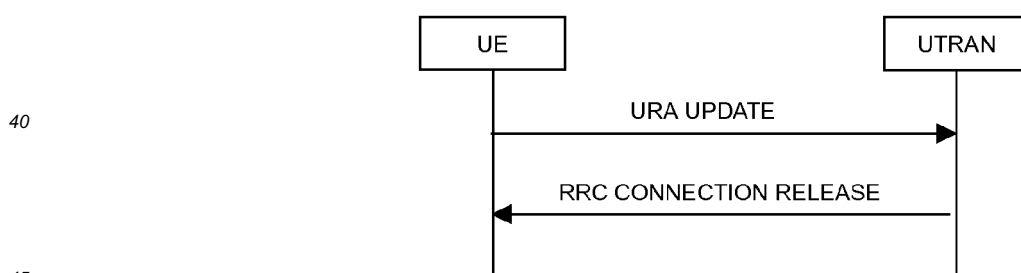 UE
UTRAN
40
URA UPDATE
RRC CONNECTION RELEASE